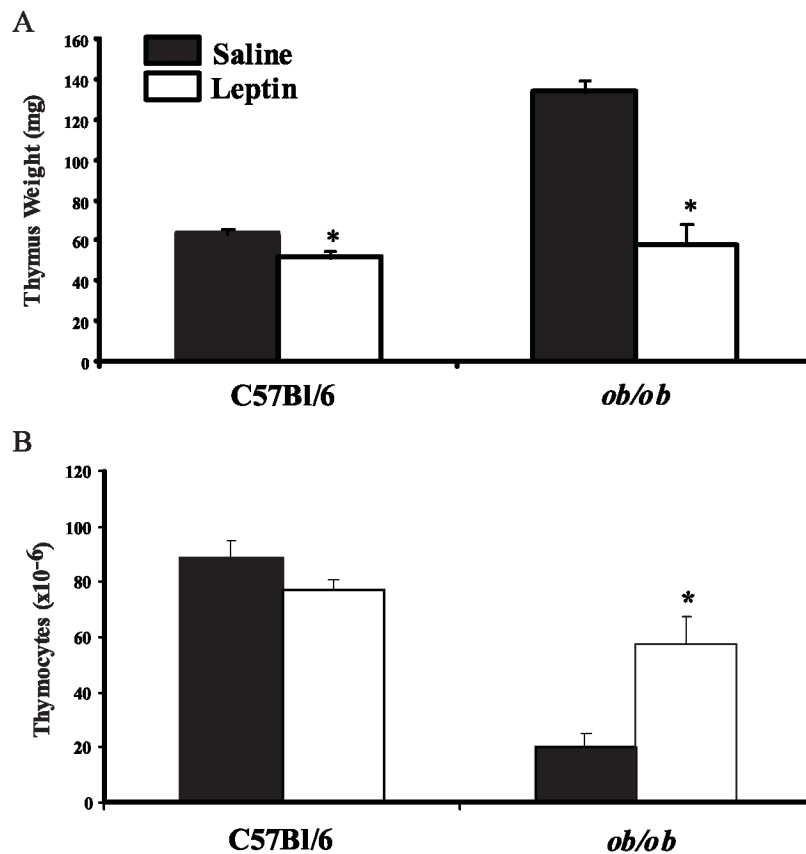 A
Thymus Weight (mg)
160
140
120
100
80
60
40
20
0
Saline
Leptin
*
*
C57Bl/6
ob/ob
B
Thymocytes (x10-6)
120
100
80
60
40
20
0
*
C57Bl/6
ob/ob